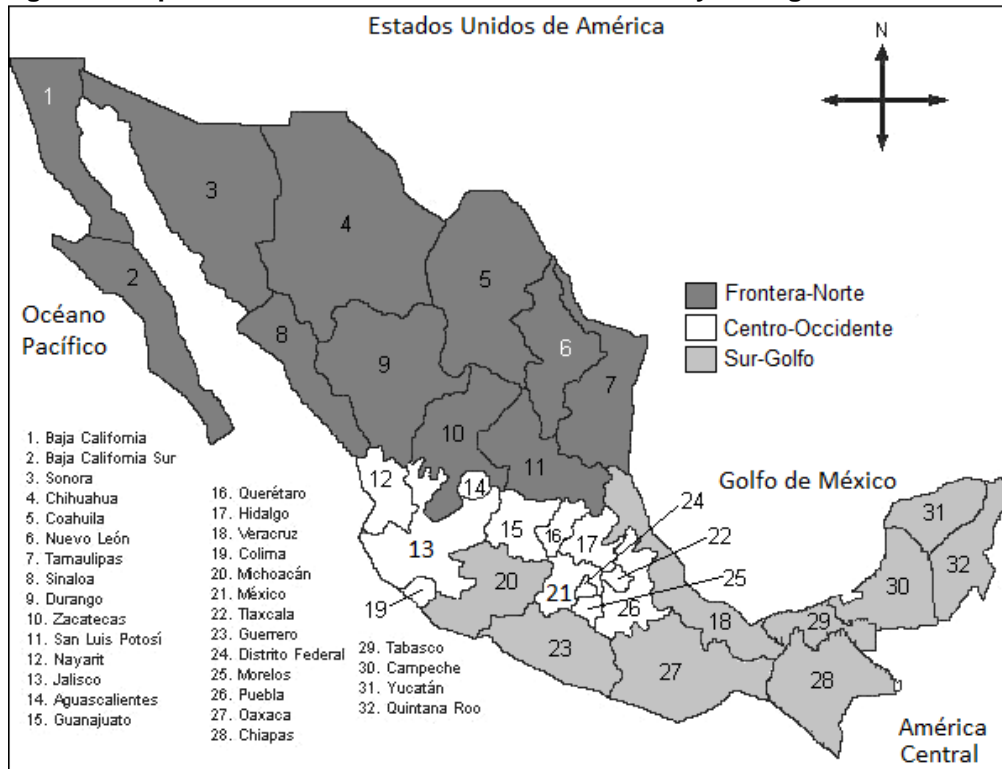 Estados Unidos de América
N
1
3
4
2
5
Frontera-Norte
Centro-Occidente
Sur-Golfo
Océano
Pacífico
8
9
6
7
10
11
12
14
13
15
16
17
24
22
25
Golfo de México
19
20
21
26
18
23
27
29
28
30
31
32
América
Central
1. Baja California
2. Baja California Sur
3. Sonora
4. Chihuahua
5. Coahuila
6. Nuevo León
7. Tamaulipas
8. Sinaloa
9. Durango
10. Zacatecas
11. San Luis Potosí
12. Nayarit
13. Jalisco
14. Aguascalientes
15. Guanajuato
16. Querétaro
17. Hidalgo
18. Veracruz
19. Colima
20. Michoacán
21. México
22. Tlaxcala
23. Guerrero
24. Distrito Federal
25. Morelos
26. Puebla
27. Oaxaca
28. Chiapas
29. Tabasco
30. Campeche
31. Yucatán
32. Quintana Roo